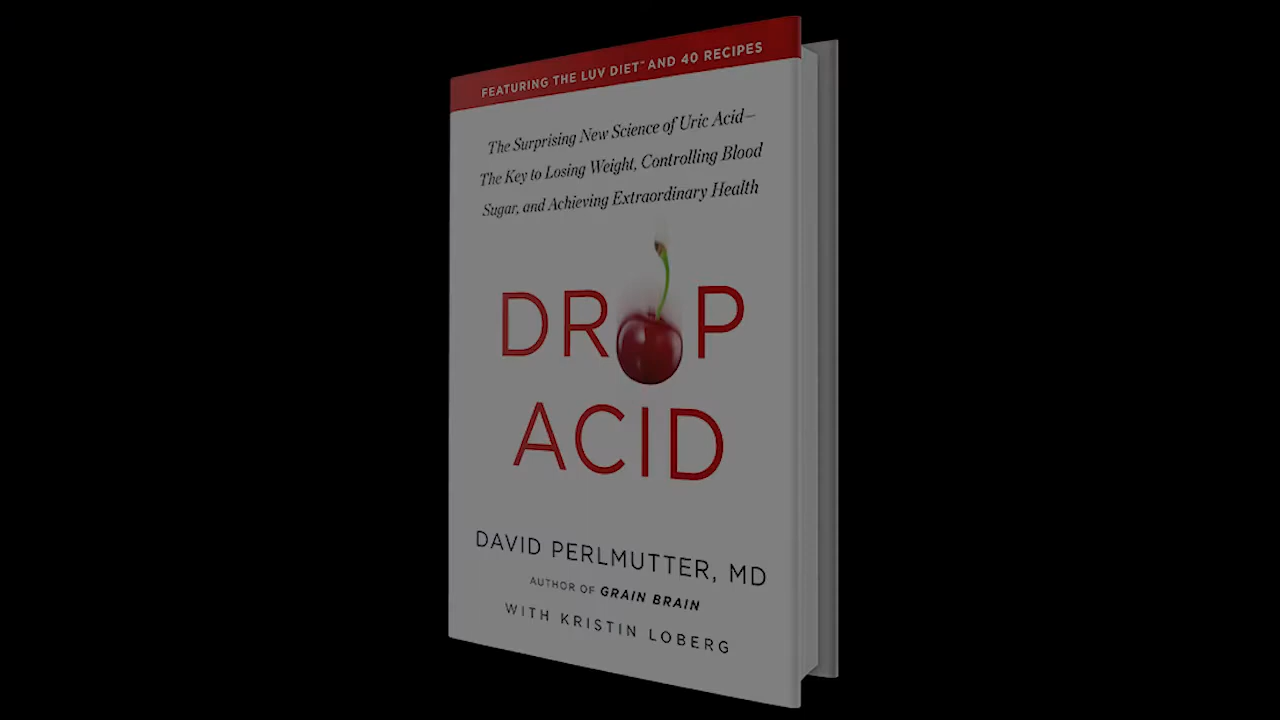 FEATURING THE LUV DIET™ AND 40 RECIPES
The Surprising New Science of Uric Acid—
The Key to Losing Weight, Controlling Blood
Sugar, and Achieving Extraordinary Health
DROP
ACID
DAVID PERLMUTTER, MD
AUTHOR OF GRAIN BRAIN
WITH KRISTIN LOBERG